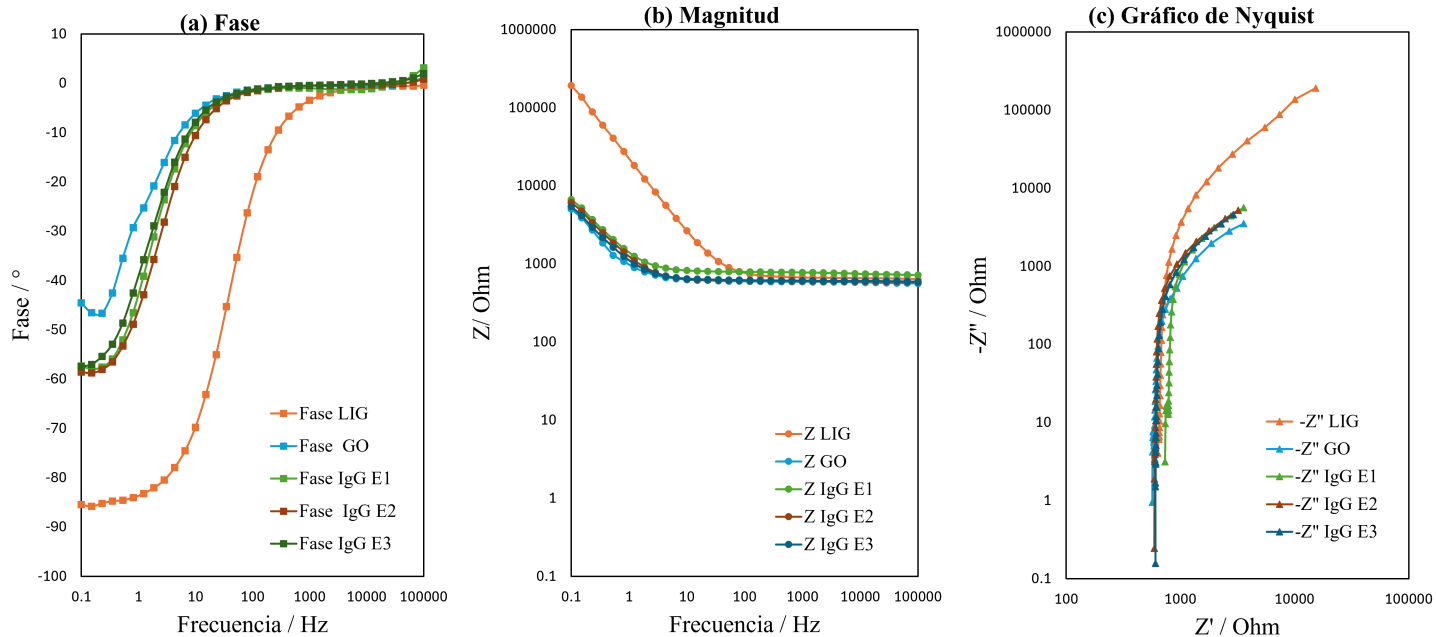 (a) Fase
10
0
-10
-20
-30
-40
-50
-60
-70
-80
-90
-100
Fase / °
0.1 1 10 100 1000 10000 100000
Frecuencia / Hz
Fase LIG
Fase GO
Fase IgG E1
Fase IgG E2
Fase IgG E3
(b) Magnitud
1000000
100000
10000
1000
100
10
1
0.1
Z/ Ohm
0.1 1 10 100 1000 10000 100000
Frecuencia / Hz
Z LIG
Z GO
Z IgG E1
Z IgG E2
Z IgG E3
(c) Gráfico de Nyquist
1000000
100000
10000
1000
100
10
1
0.1
-Z" / Ohm
100 1000 10000 100000
Z' / Ohm
-Z" LIG
-Z" GO
-Z" IgG E1
-Z" IgG E2
-Z" IgG E3